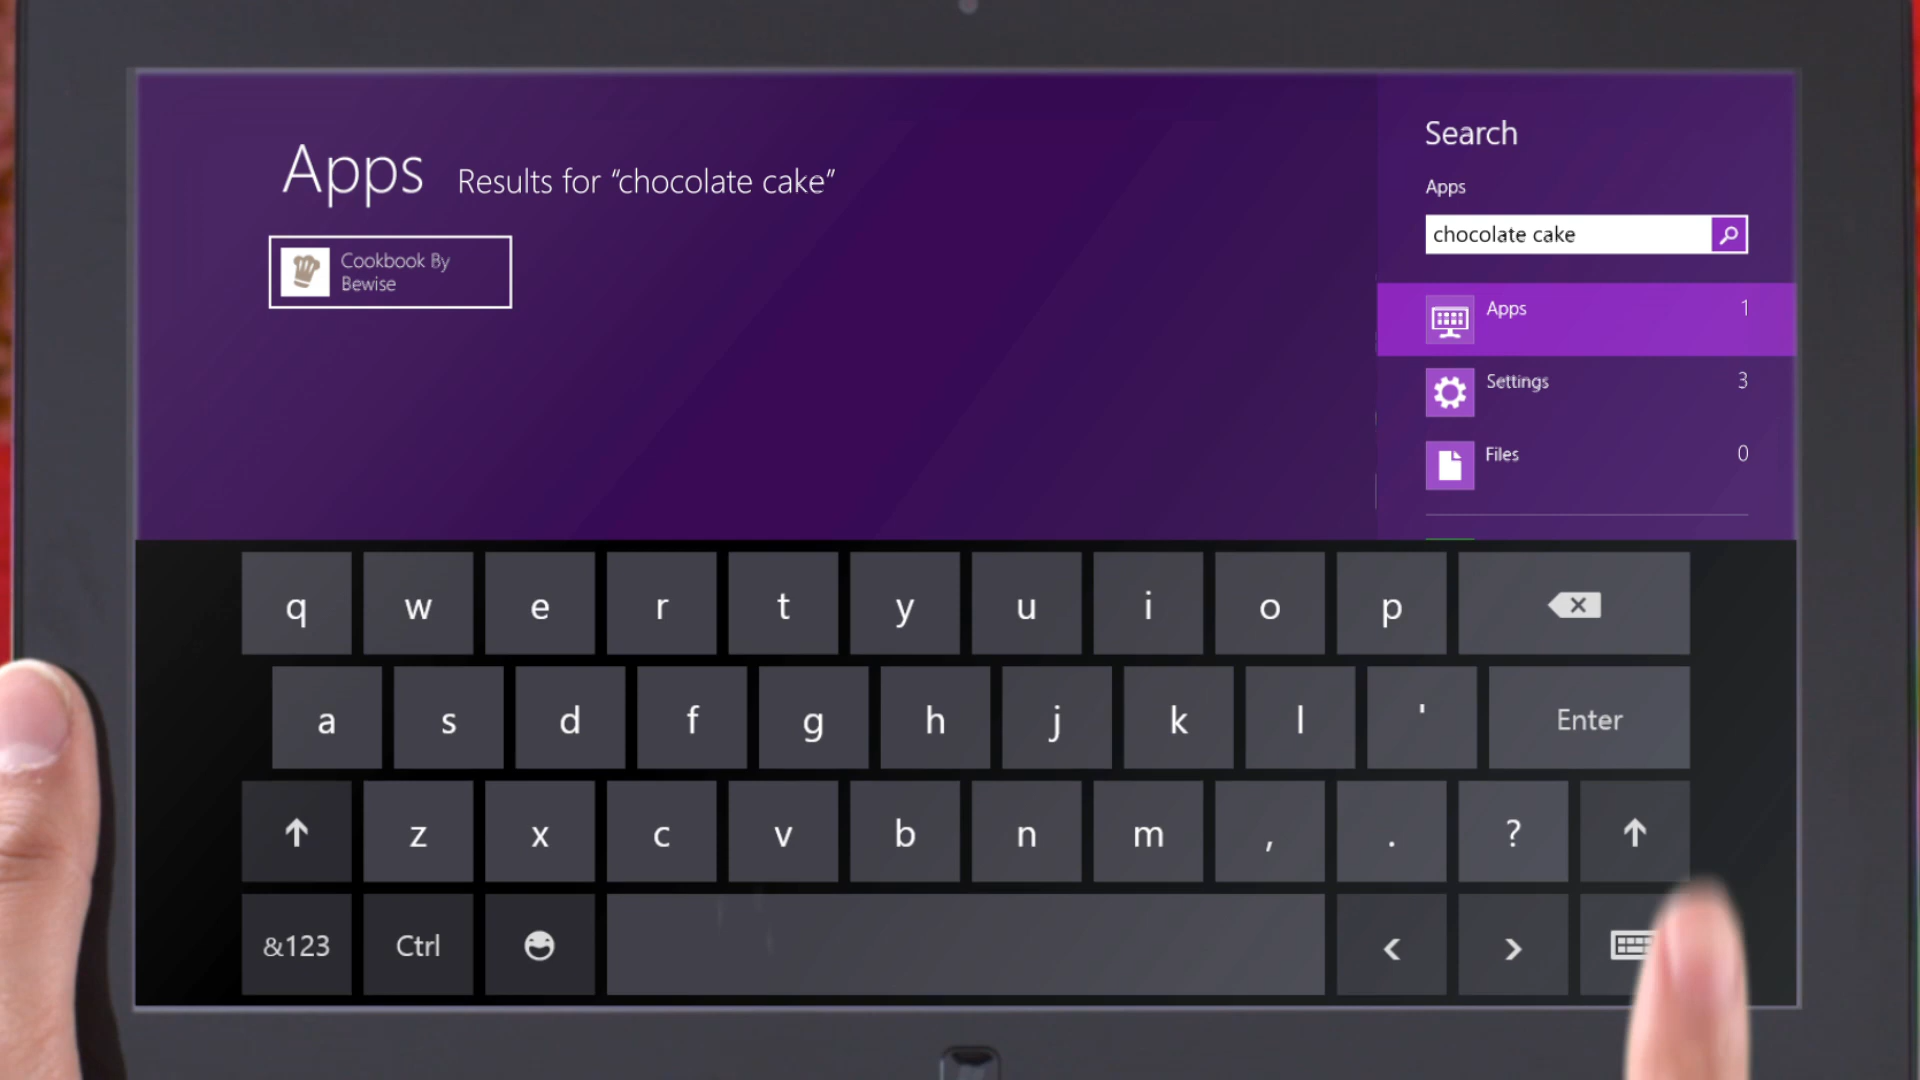 Apps Results for “chocolate cake”
Cookbook By
Bewise
Search
Apps
chocolate cake
Apps 1
Settings 3
Files 0
q w e r t y u i o p
a s d f g h j k l ' Enter
z x c v b n m , . ?
&123 Ctrl < >